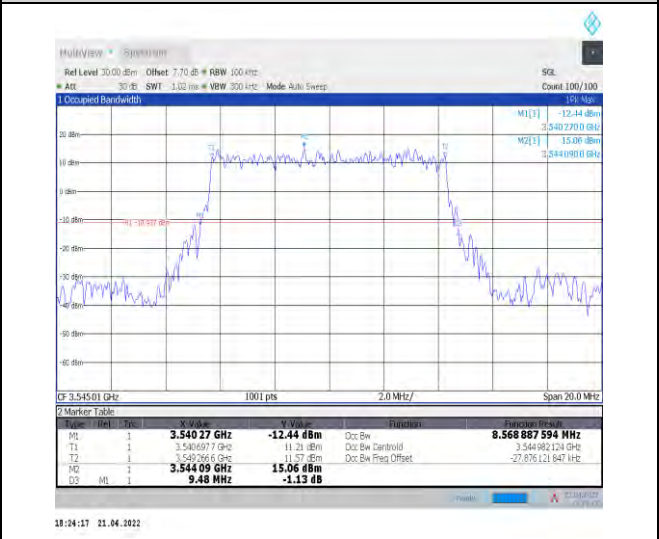 MultiView Spectrum
Ref Level 30.00 dBm Offset 7.70 dB RBW 100 kHz SGL
Att 30 dB SWT 1.02 ms VBW 300 kHz Mode Auto Sweep Count 100/100
1 Occupied Bandwidth 1Pk Max
M1[1] -12.44 dBm
3.5402700 GHz
M2[1] 15.06 dBm
3.5440900 GHz
20 dBm
10 dBm
0 dBm
-10 dBm
-20 dBm
-30 dBm
-40 dBm
-50 dBm
-60 dBm
CF 3.54501 GHz 1001 pts 2.0 MHz/ Span 20.0 MHz
2 Marker Table
Type Ref Trc X-Value Y-Value Function Function Result
M1 1 3.54027 GHz -12.44 dBm Occ Bw 8.568 887 594 MHz
T1 1 3.5406977 GHz 11.21 dBm Occ Bw Centroid 3.544 982 124 GHz
T2 1 3.5492666 GHz 11.57 dBm Occ Bw Freq Offset -27.876 121 847 kHz
M2 1 3.54409 GHz 15.06 dBm
D3 M1 1 9.48 MHz -1.13 dB
18:24:17 21.04.2022